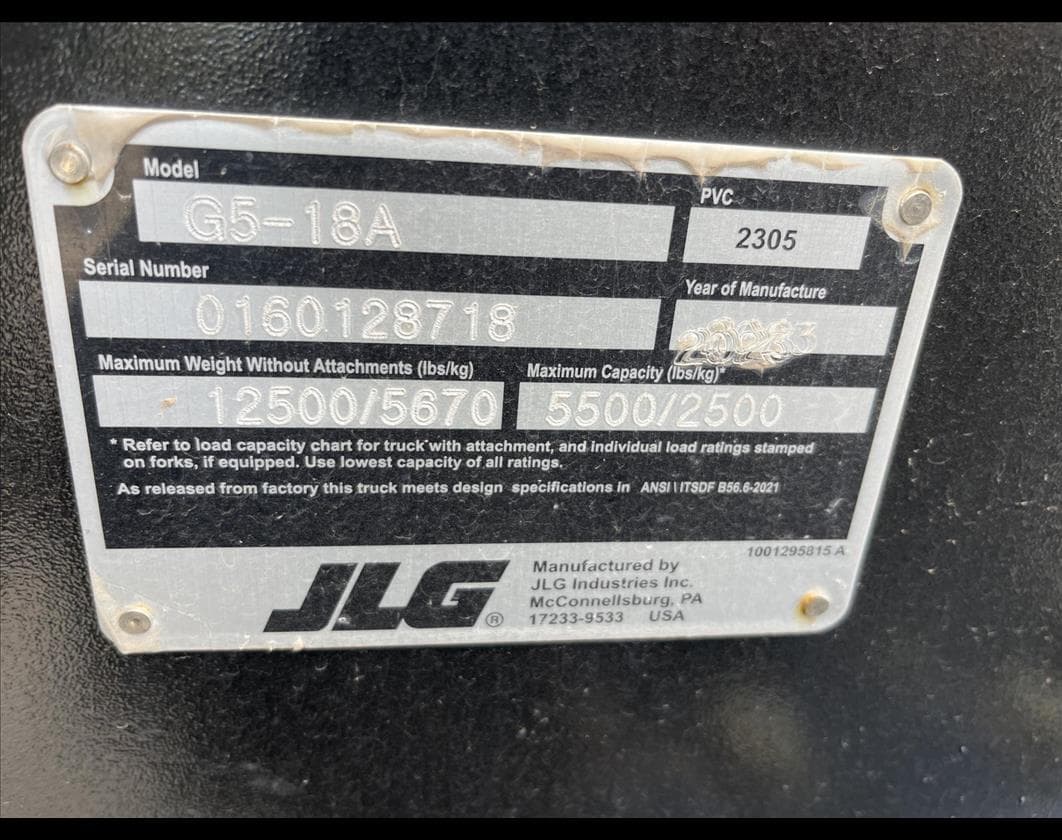 Model
G5-18A
PVC
2305
Serial Number
0160128718
Year of Manufacture
Maximum Weight Without Attachments (lbs/kg)
12500/5670
Maximum Capacity (lbs/kg)*
5500/2500
* Refer to load capacity chart for truck with attachment, and individual load ratings stamped
on forks, if equipped. Use lowest capacity of all ratings.
As released from factory this truck meets design specifications in ANSI \ ITSDF B56.6-2021
1001295815 A
JLG®
Manufactured by
JLG Industries Inc.
McConnellsburg, PA
17233-9533 USA